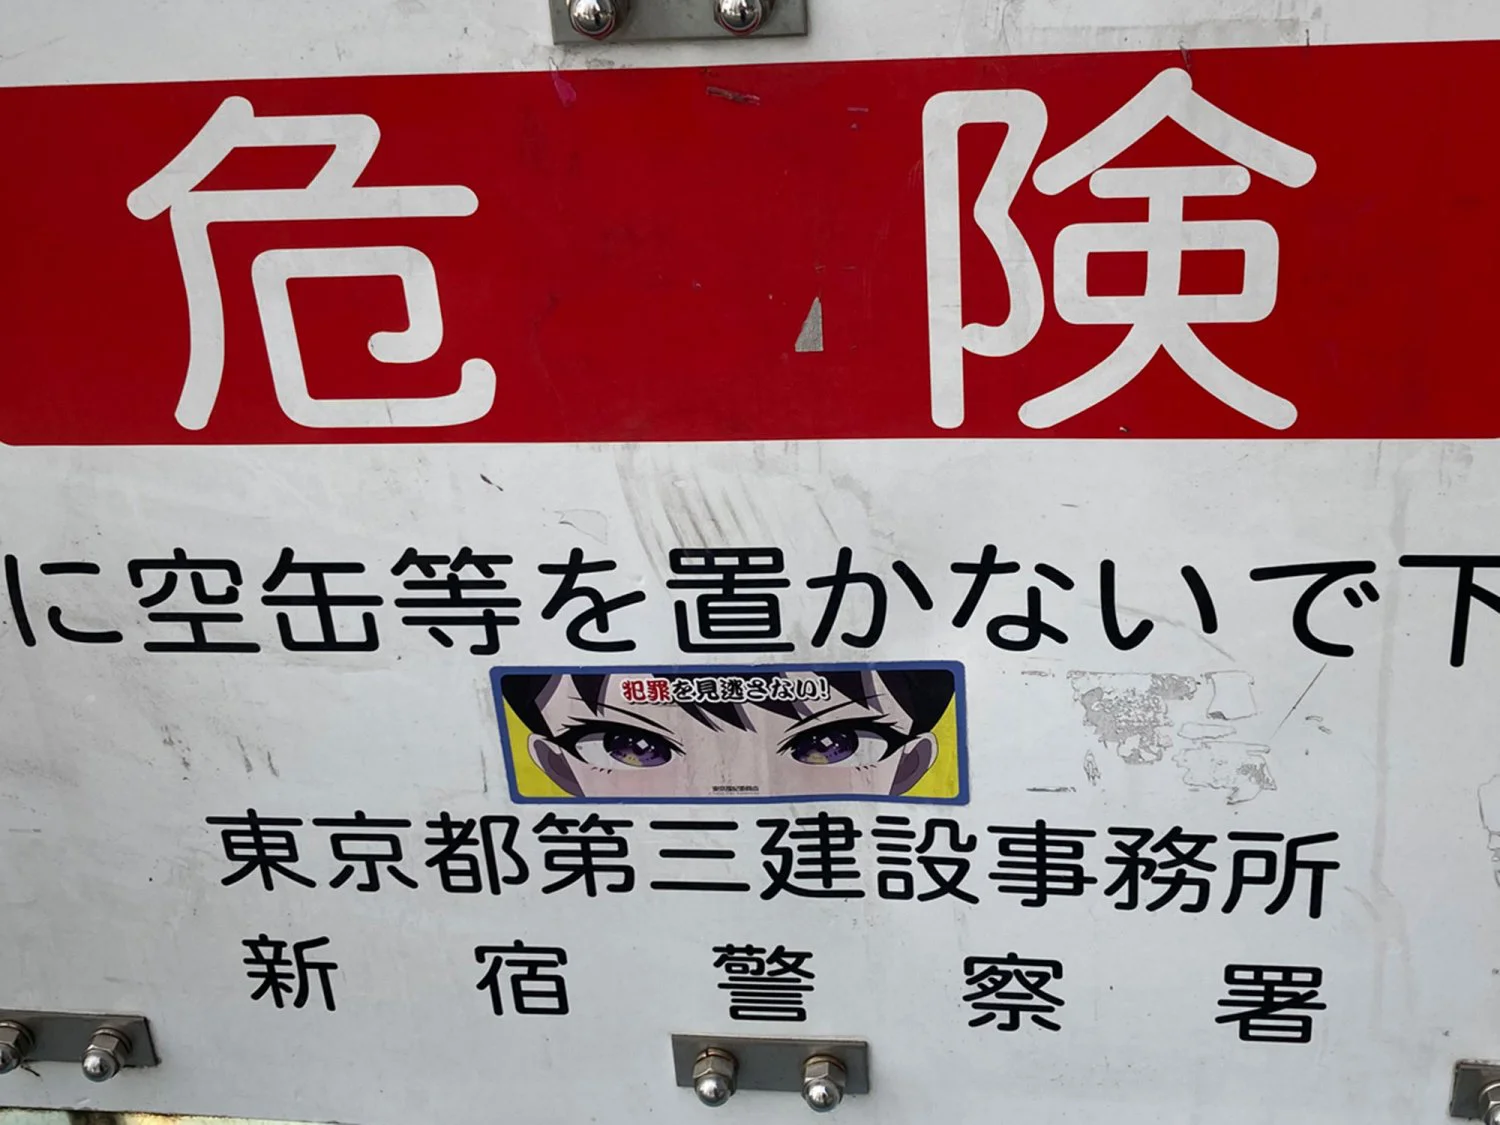 危険
に空缶等を置かないで下
犯罪を見逃さない!
東京都第三建設事務所
新宿警察署